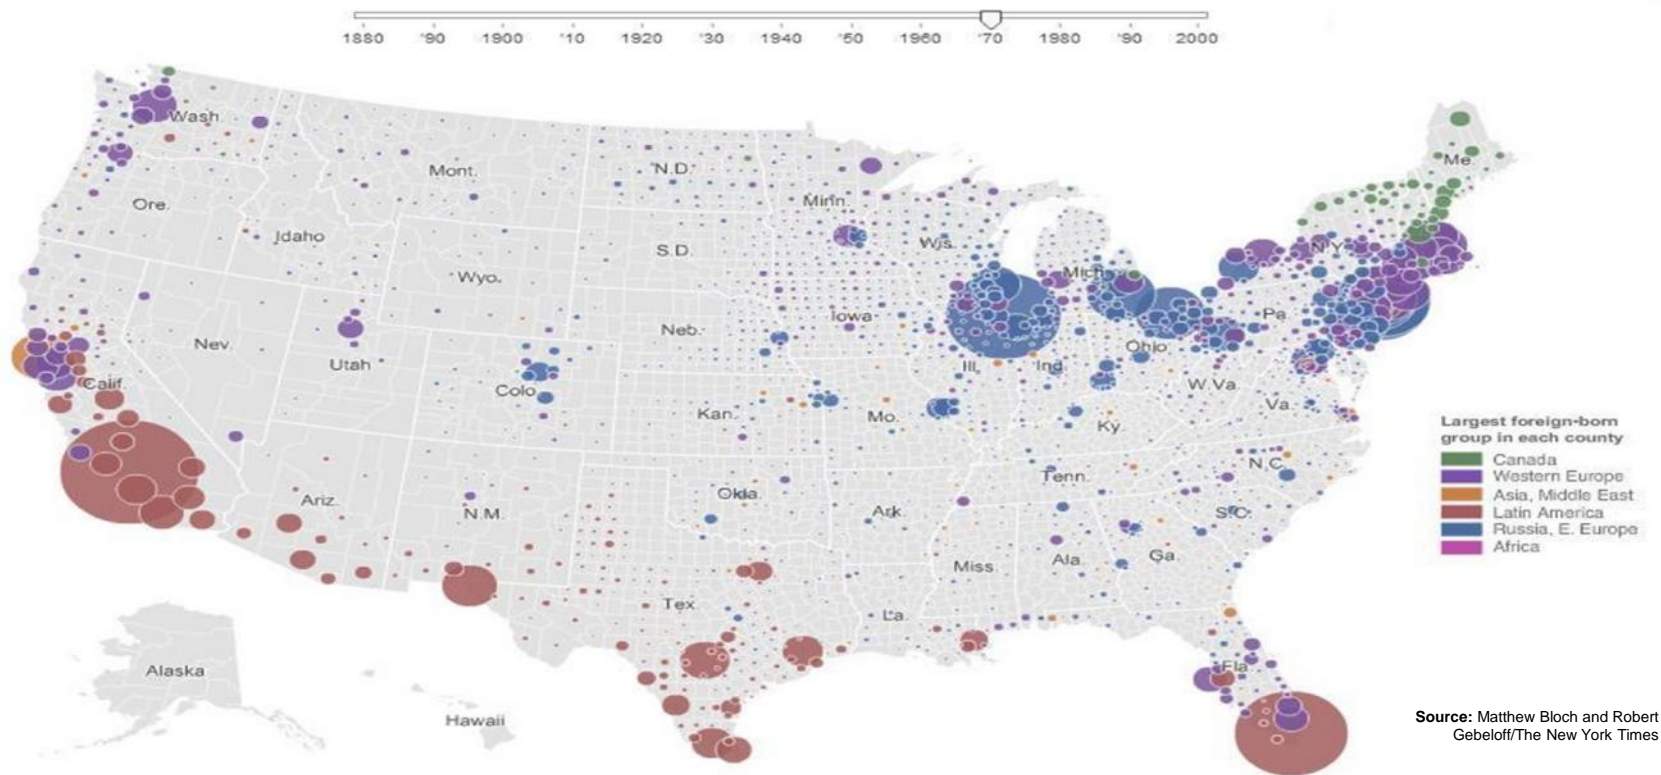 1880 '90 1900 '10 1920 '30 1940 '50 1960 '70 1980 '90 2000
Wash.
Mont.
N.D.
Minn.
Me.
Ore.
Idaho
S.D.
Wis.
Mich.
N.Y.
Wyo.
Neb.
Iowa
Pa.
Nev.
Utah
Colo.
Ill.
Ind.
Ohio
Calif.
Kan.
Mo.
W.Va.
Va.
Ky.
Ariz.
N.M.
Okla.
Ark.
Tenn.
N.C.
S.C.
Miss.
Ala.
Ga.
Tex.
La.
Fla.
Alaska
Hawaii
Largest foreign-born
group in each county
Canada
Western Europe
Asia, Middle East
Latin America
Russia, E. Europe
Africa
Source: Matthew Bloch and Robert
Gebeloff/The New York Times